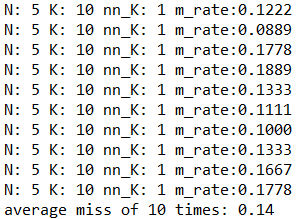 N: 5 K: 10 nn_K: 1 m_rate:0.1222
N: 5 K: 10 nn_K: 1 m_rate:0.0889
N: 5 K: 10 nn_K: 1 m_rate:0.1778
N: 5 K: 10 nn_K: 1 m_rate:0.1889
N: 5 K: 10 nn_K: 1 m_rate:0.1333
N: 5 K: 10 nn_K: 1 m_rate:0.1111
N: 5 K: 10 nn_K: 1 m_rate:0.1000
N: 5 K: 10 nn_K: 1 m_rate:0.1333
N: 5 K: 10 nn_K: 1 m_rate:0.1667
N: 5 K: 10 nn_K: 1 m_rate:0.1778
average miss of 10 times: 0.14